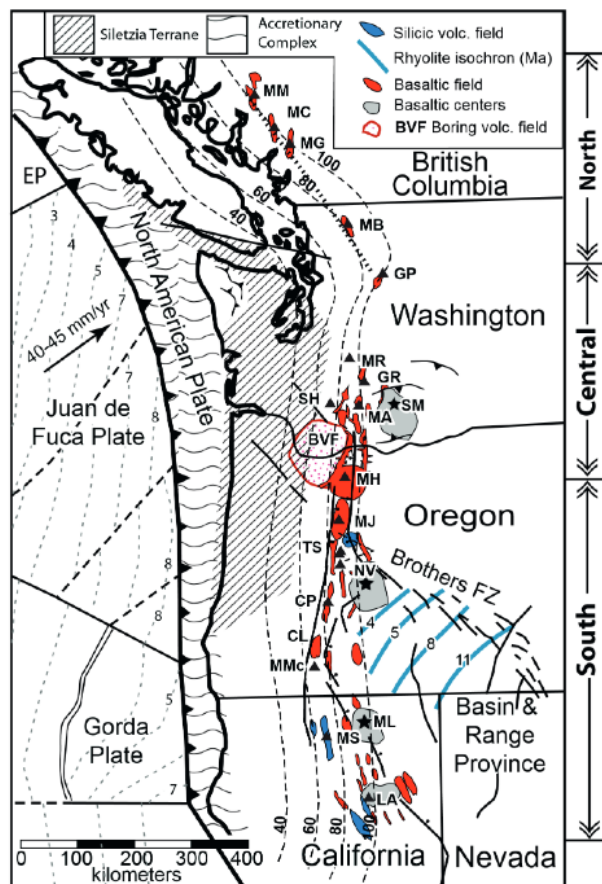 Siletzia Terrane
Accretionary
Complex
Silicic volc. field
Rhyolite isochron (Ma)
Basaltic field
Basaltic centers
BVF Boring volc. field
MM
MC
MG
100
80
60
40
British
Columbia
North
EP
3
4
5
7
MB
GP
Washington
Central
40-45 mm/yr
North American Plate
7
Juan de
Fuca Plate
8
MR
GR
SH
MA
SM
BVF
MH
MJ
Oregon
TS
NV
Brothers FZ
8
CP
4
5
8
11
8
CL
MMc
South
5
Gorda
Plate
7
ML
MS
Basin &
Range
Province
LA
40
60
80
100
0 100 200 300 400
kilometers
California
Nevada